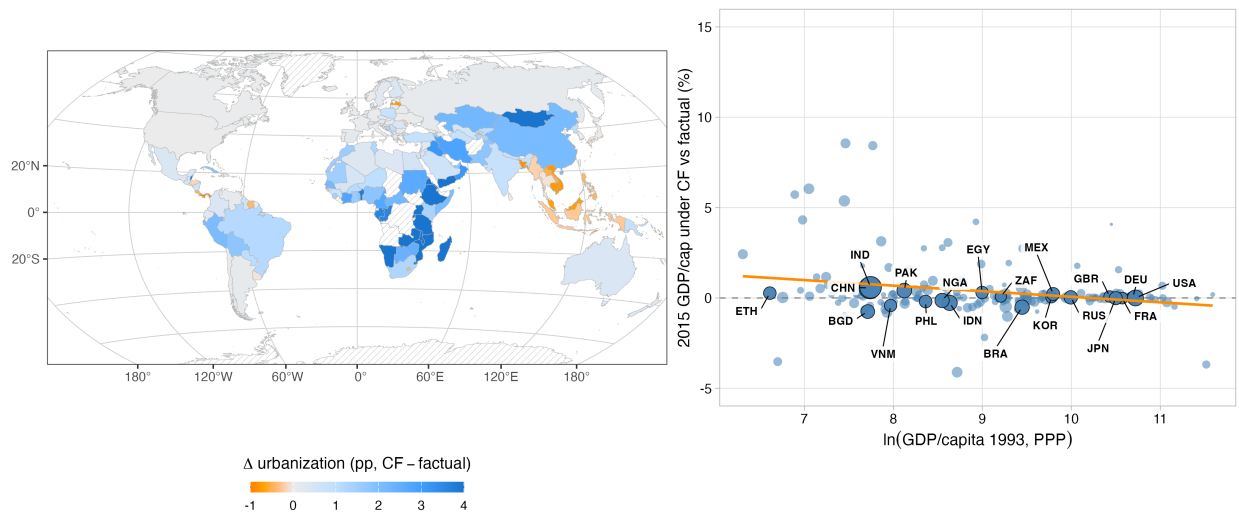 20°N
0°
20°S
180°
120°W
60°W
0°
60°E
120°E
180°
Δ urbanization (pp, CF − factual)
-1
0
1
2
3
4
2015 GDP/cap under CF vs factual (%)
15
10
5
0
-5
IND
CHN
PAK
EGY
MEX
NGA
ZAF
GBR
DEU
USA
ETH
BGD
VNM
PHL
IDN
BRA
KOR
RUS
JPN
FRA
7
8
9
10
11
ln(GDP/capita 1993, PPP)